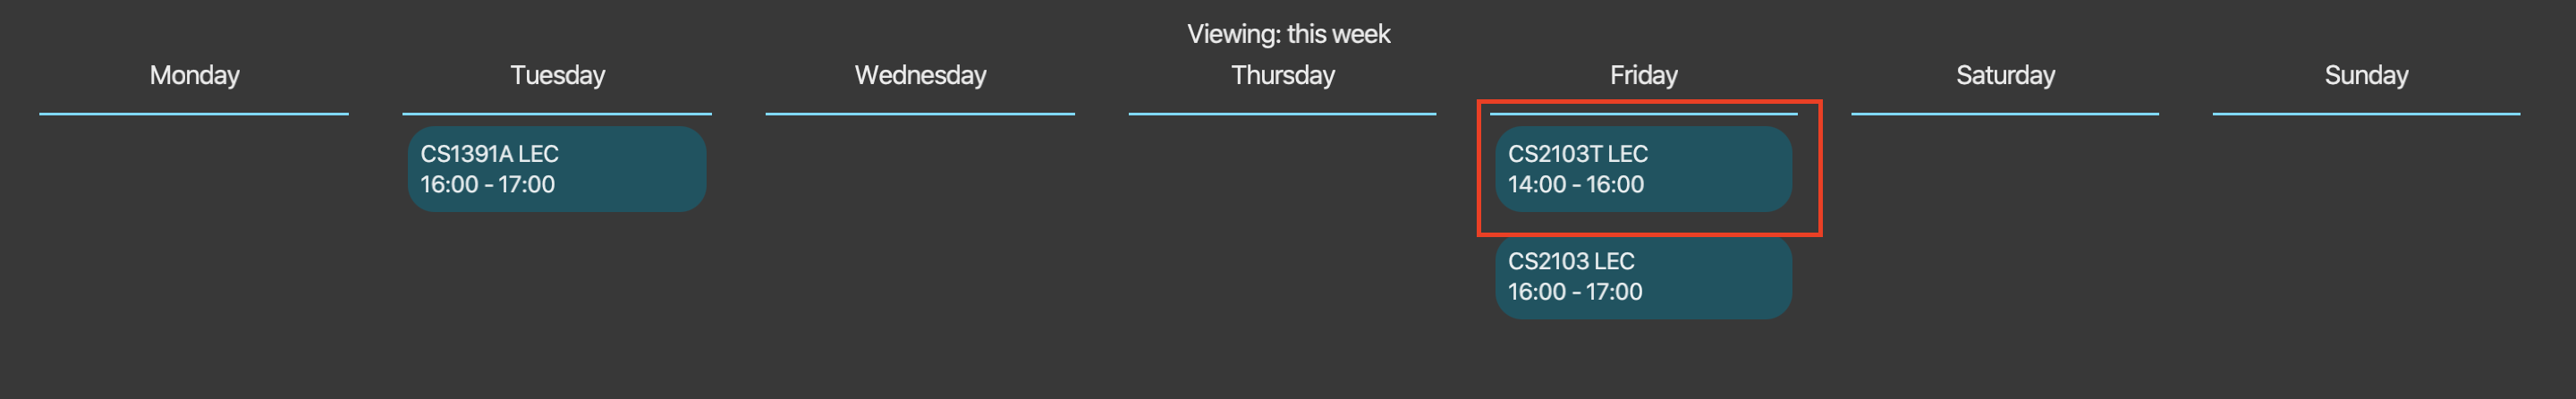 Viewing: this week
Monday Tuesday Wednesday Thursday Friday Saturday Sunday
CS1391A LEC
16:00 - 17:00
CS2103T LEC
14:00 - 16:00
CS2103 LEC
16:00 - 17:00